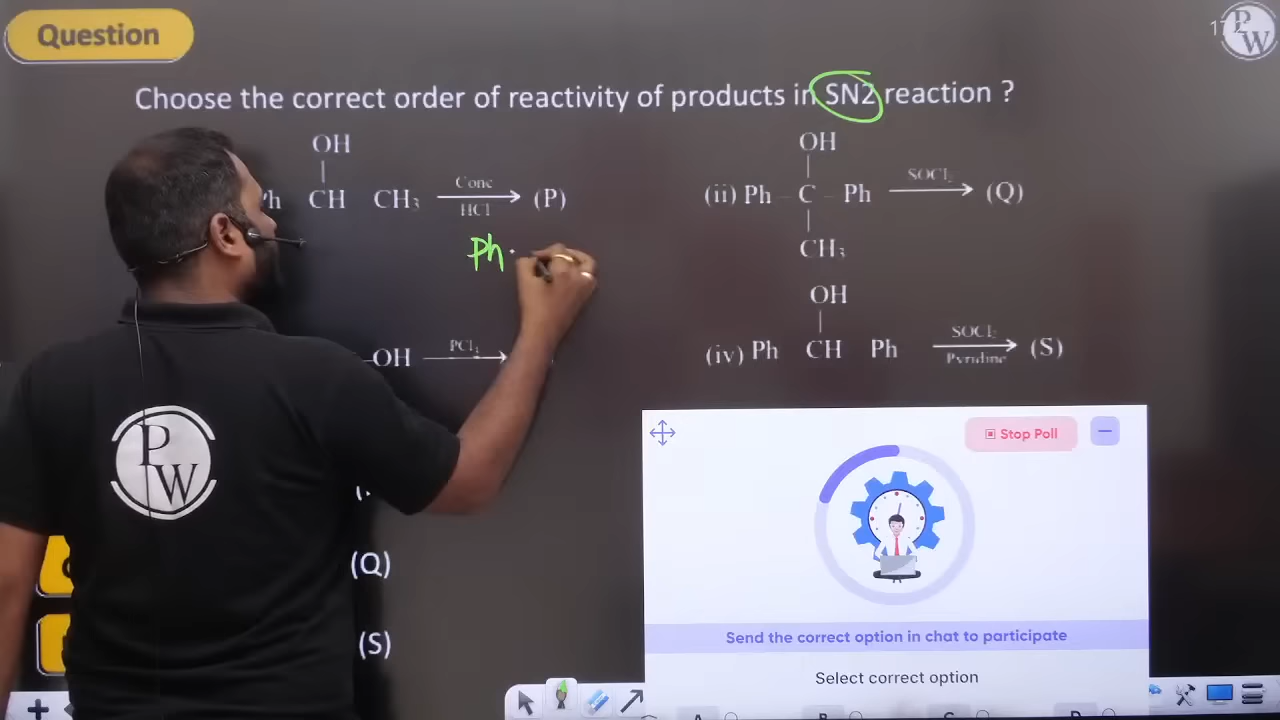 Question
PW
Choose the correct order of reactivity of products in SN2 reaction ?
OH
CH CH₃ Conc HCl (P)
Ph
OH
(ii) Ph C Ph SOCl₂ (Q)
CH₃
OH PCl₃
OH
(iv) Ph CH Ph SOCl₂ Pyridine (S)
PW
(Q)
(S)
Stop Poll
Send the correct option in chat to participate
Select correct option
A B C D